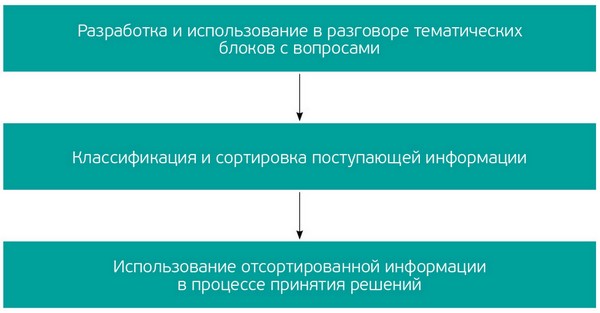 Разработка и использование в разговоре тематических
блоков с вопросами
Классификация и сортировка поступающей информации
Использование отсортированной информации
в процессе принятия решений